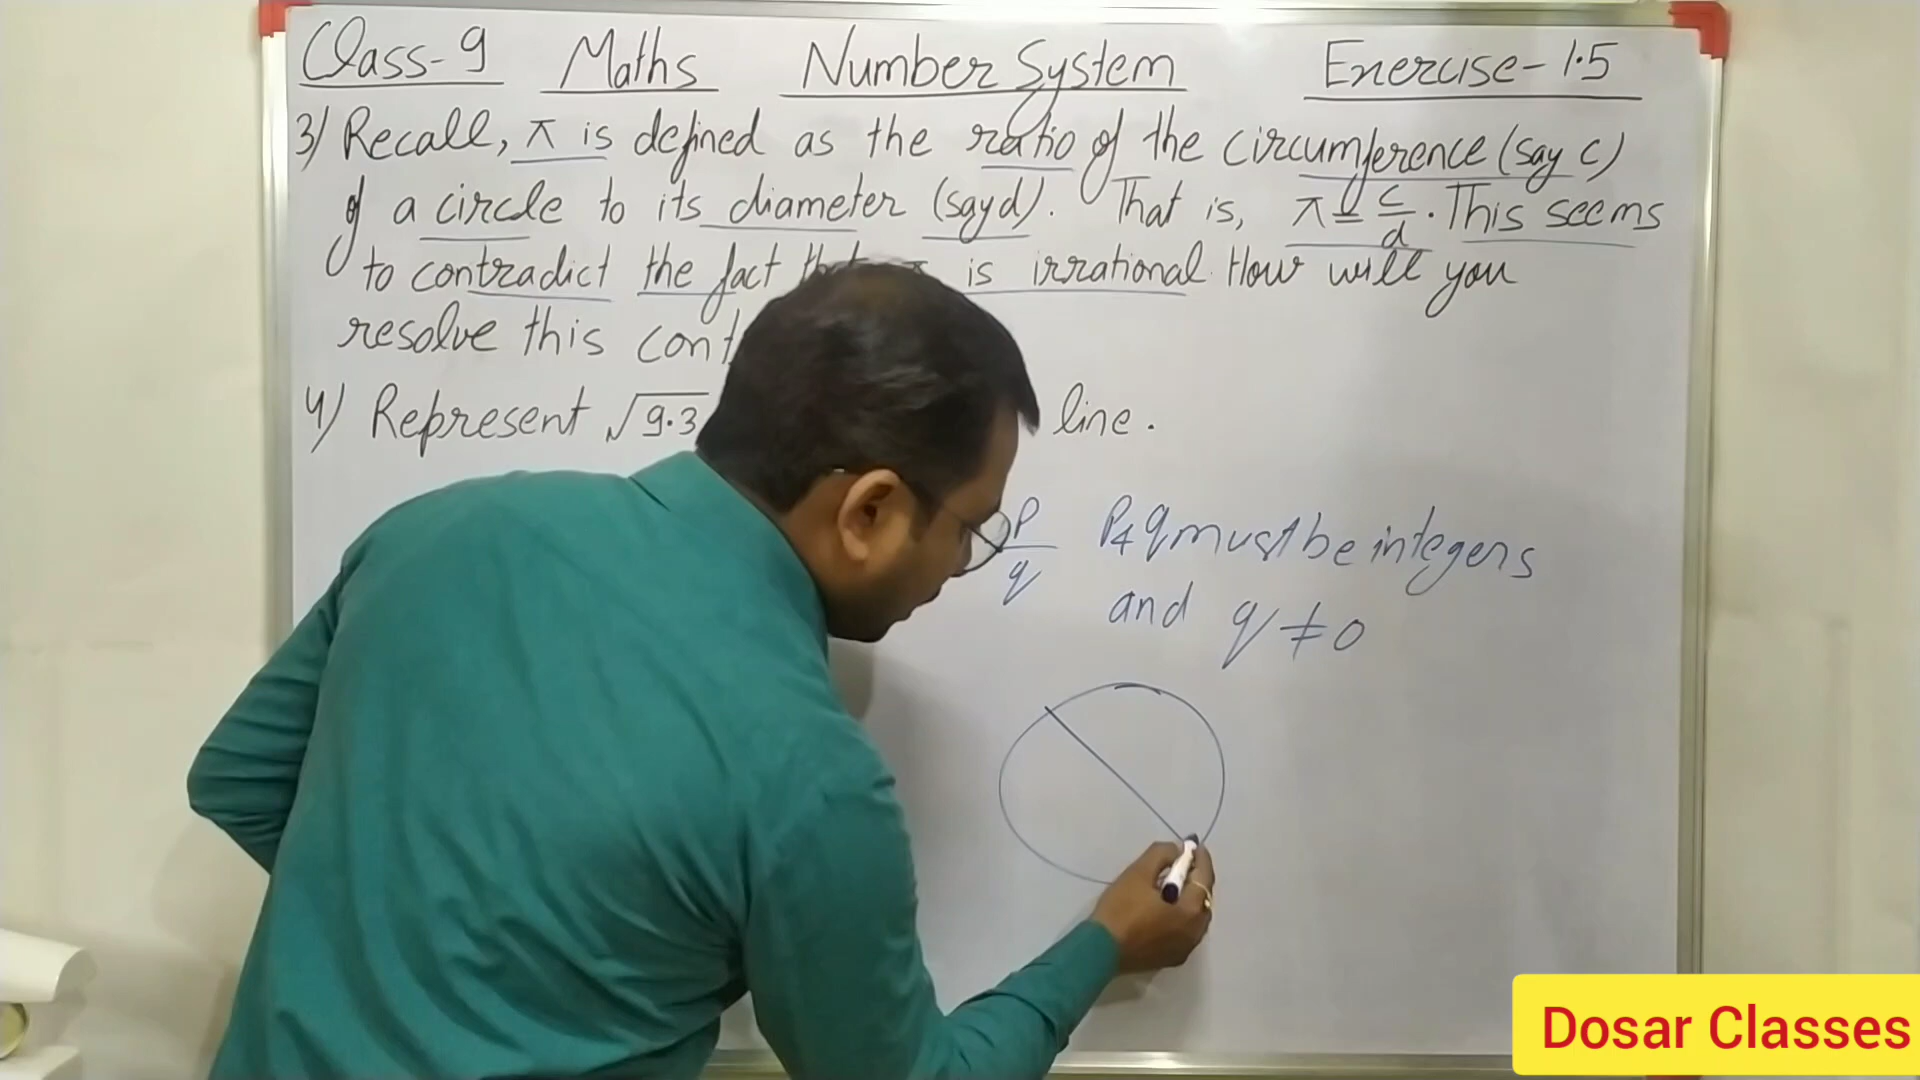 Class-9 Maths Number System Exercise-1.5
3) Recall, π is defined as the ratio of the circumference (say c)
of a circle to its diameter (say d). That is, π = c/d. This seems
to contradict the fact that π is irrational. How will you
resolve this
4) Represent √9.3 line.
p/q p & q must be integers
and q ≠ 0
Dosar Classes